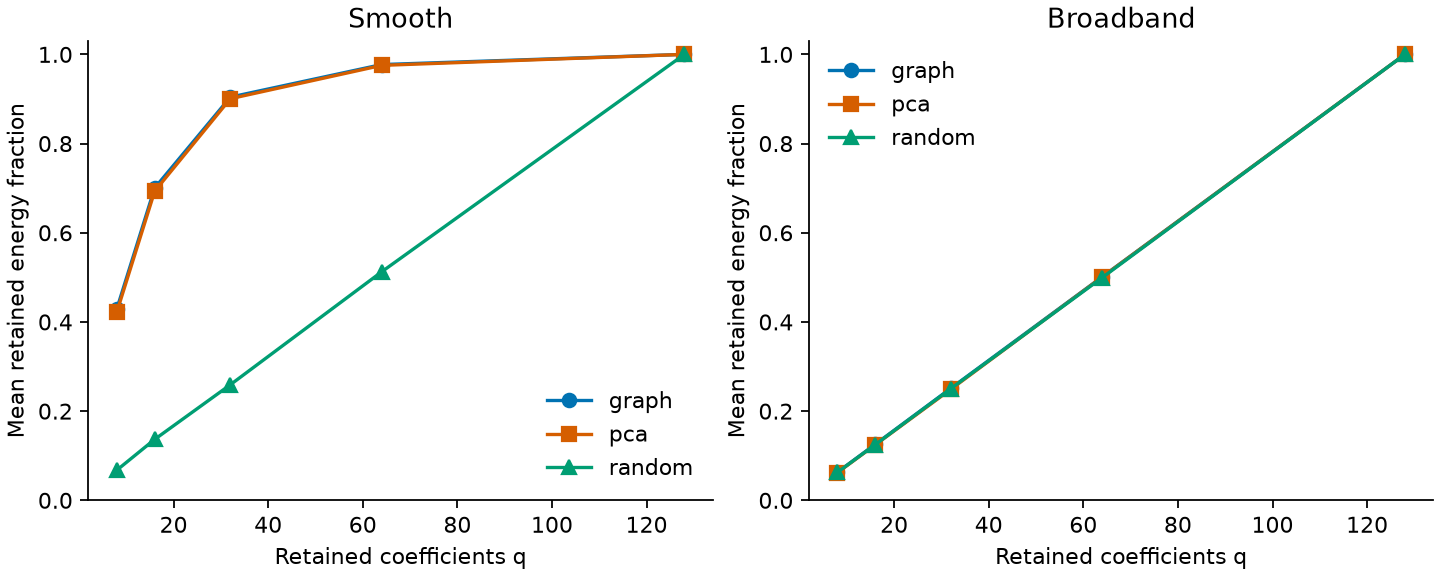 Smooth
Mean retained energy fraction
1.0
0.8
0.6
0.4
0.2
0.0
20 40 60 80 100 120
Retained coefficients q
graph
pca
random
Broadband
Mean retained energy fraction
1.0
0.8
0.6
0.4
0.2
0.0
20 40 60 80 100 120
Retained coefficients q
graph
pca
random